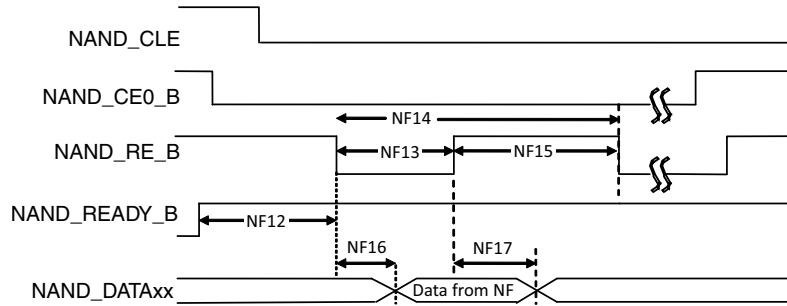 NAND_CLE
NAND_CE0_B
NF14
NAND_RE_B
NF13
NF15
NAND_READY_B
NF12
NF16
NF17
NAND_DATAxx
Data from NF